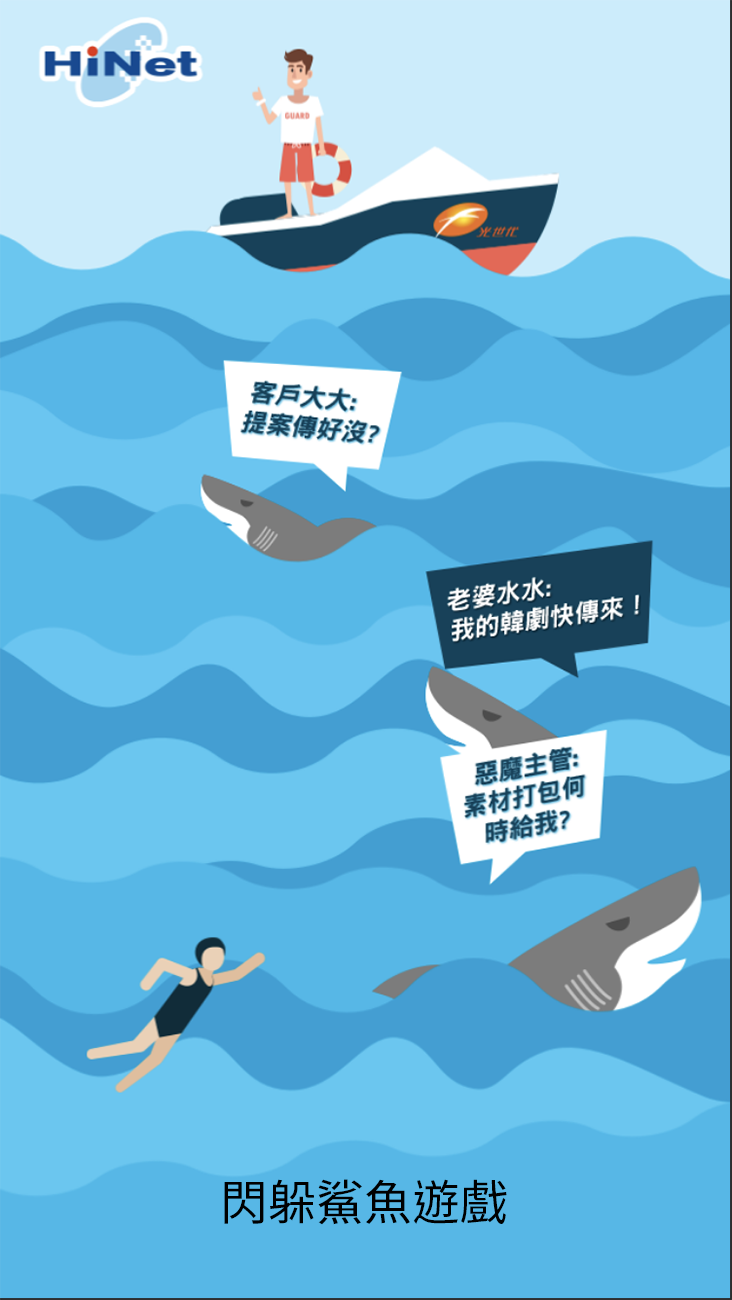 HiNet
GUARD
光世代
客戶大大:
提案傳好沒?
老婆水水:
我的韓劇快傳來！
惡魔主管:
素材打包何
時給我?
閃躲鯊魚遊戲